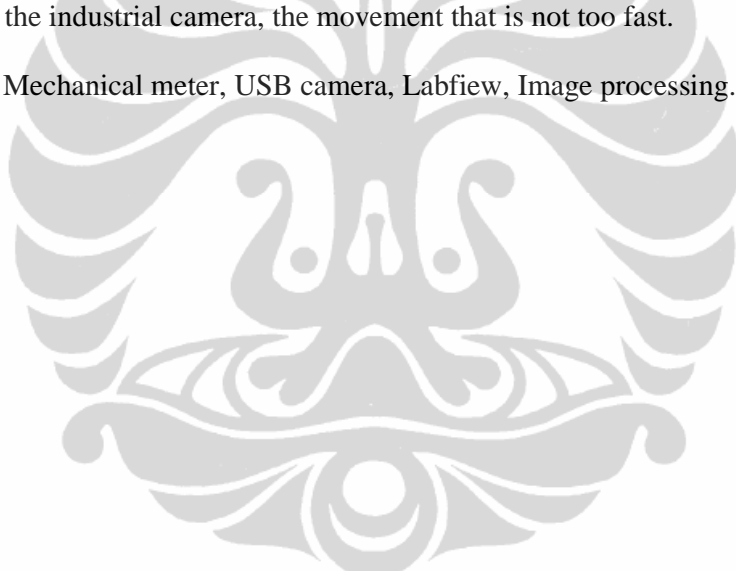 the industrial camera, the movement that is not too fast.
Mechanical meter, USB camera, Labfiew, Image processing.